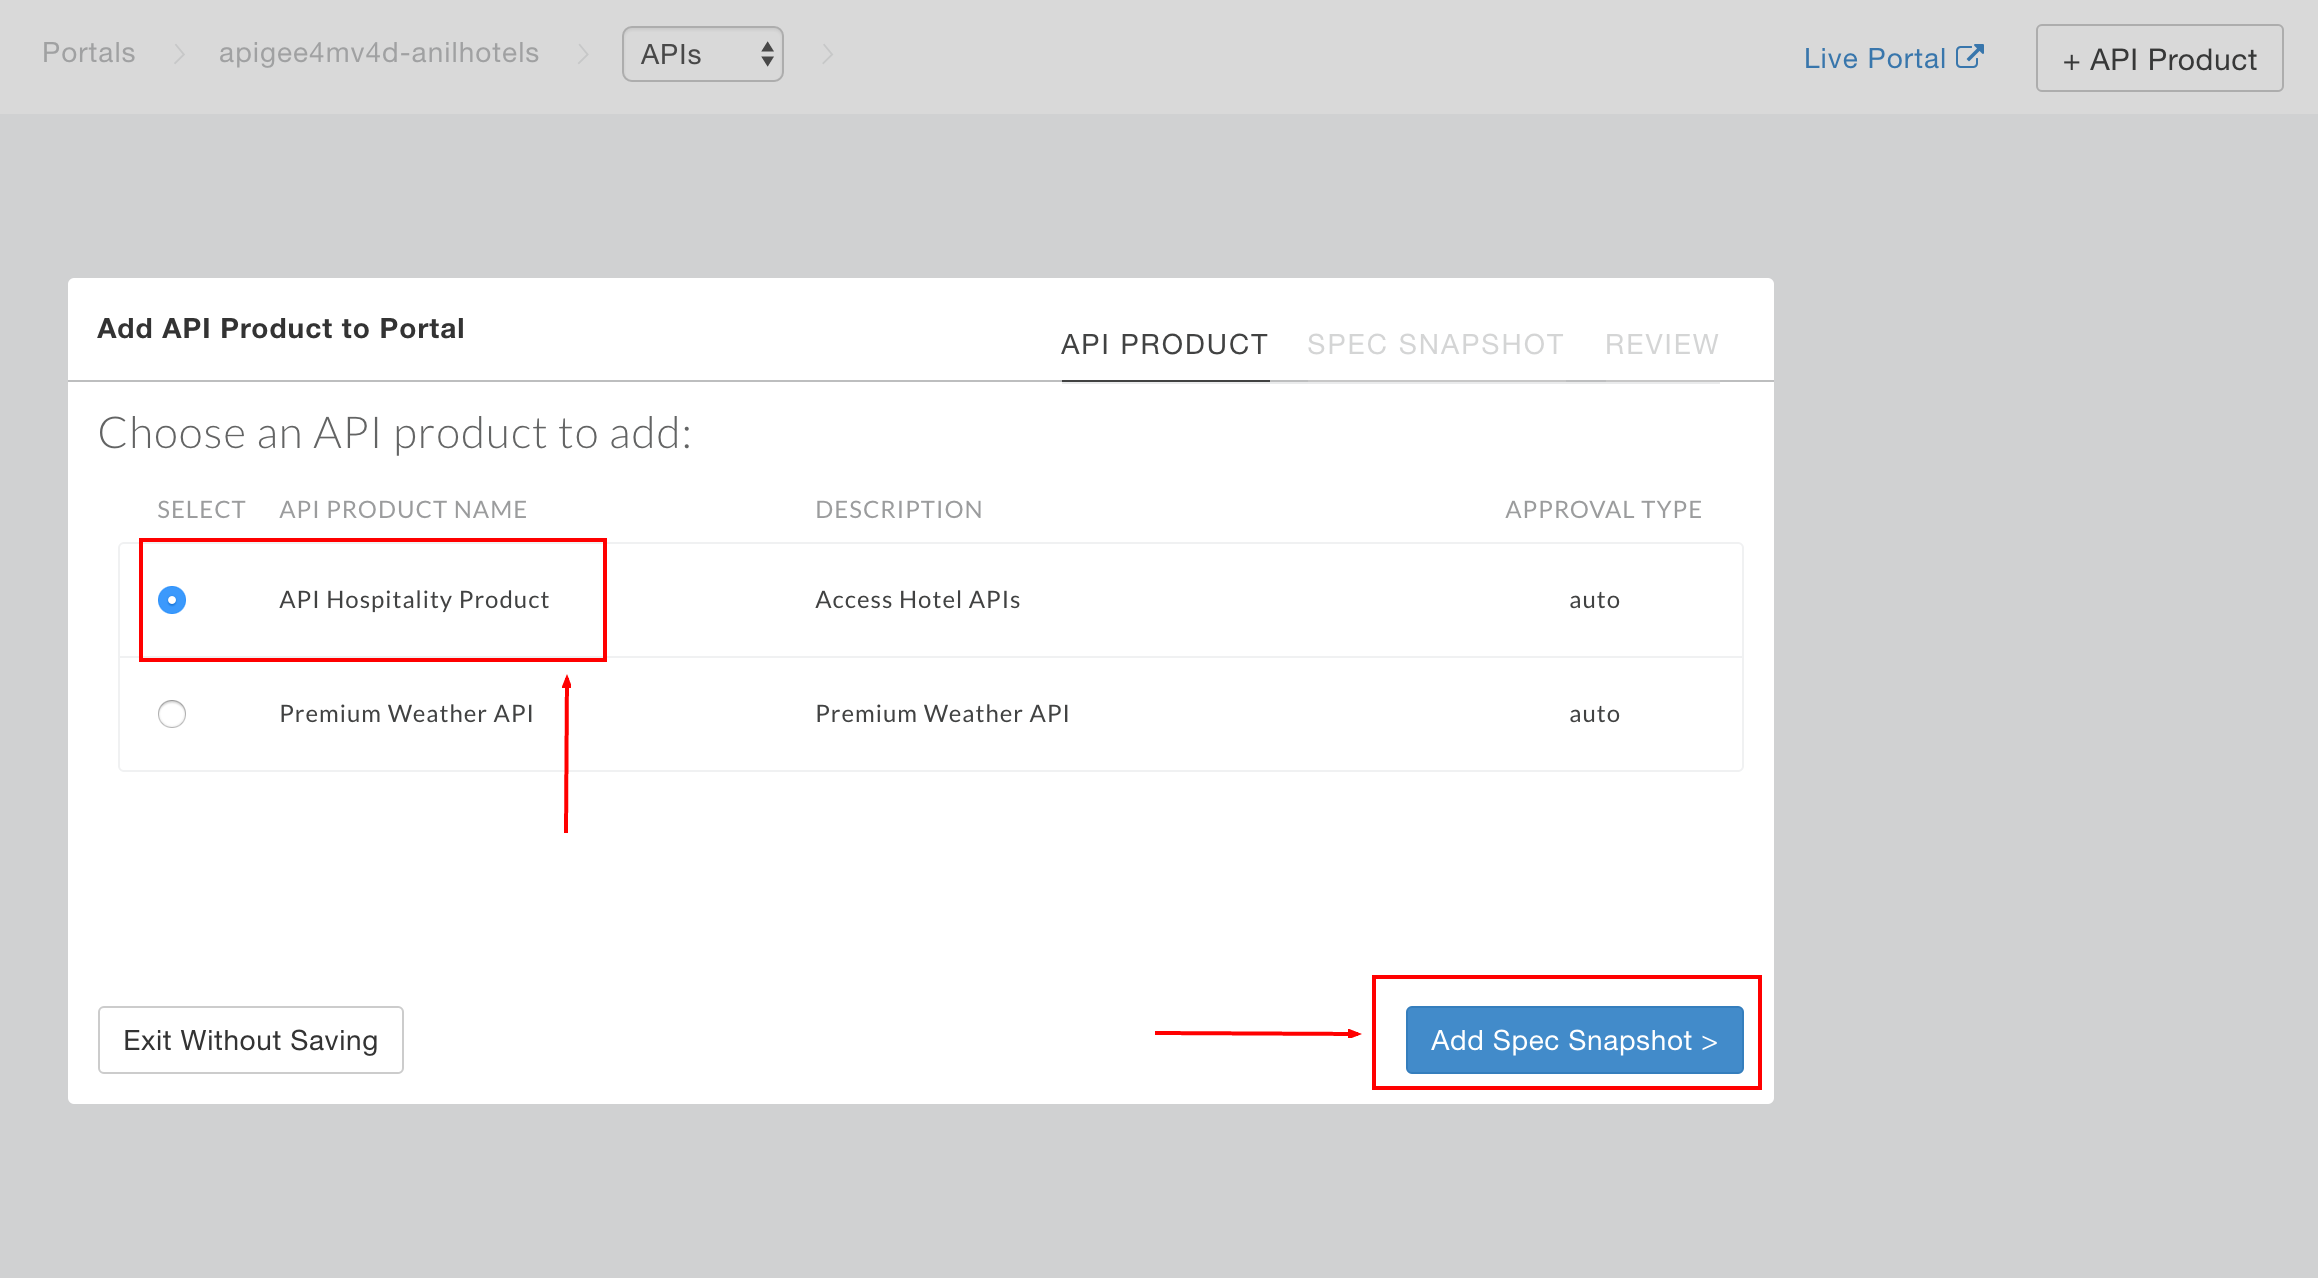 Portals apigee4mv4d-anilhotels APIs Live Portal + API Product
Add API Product to Portal
API PRODUCT SPEC SNAPSHOT REVIEW
Choose an API product to add:
SELECT API PRODUCT NAME DESCRIPTION APPROVAL TYPE
API Hospitality Product Access Hotel APIs auto
Premium Weather API Premium Weather API auto
Exit Without Saving Add Spec Snapshot >